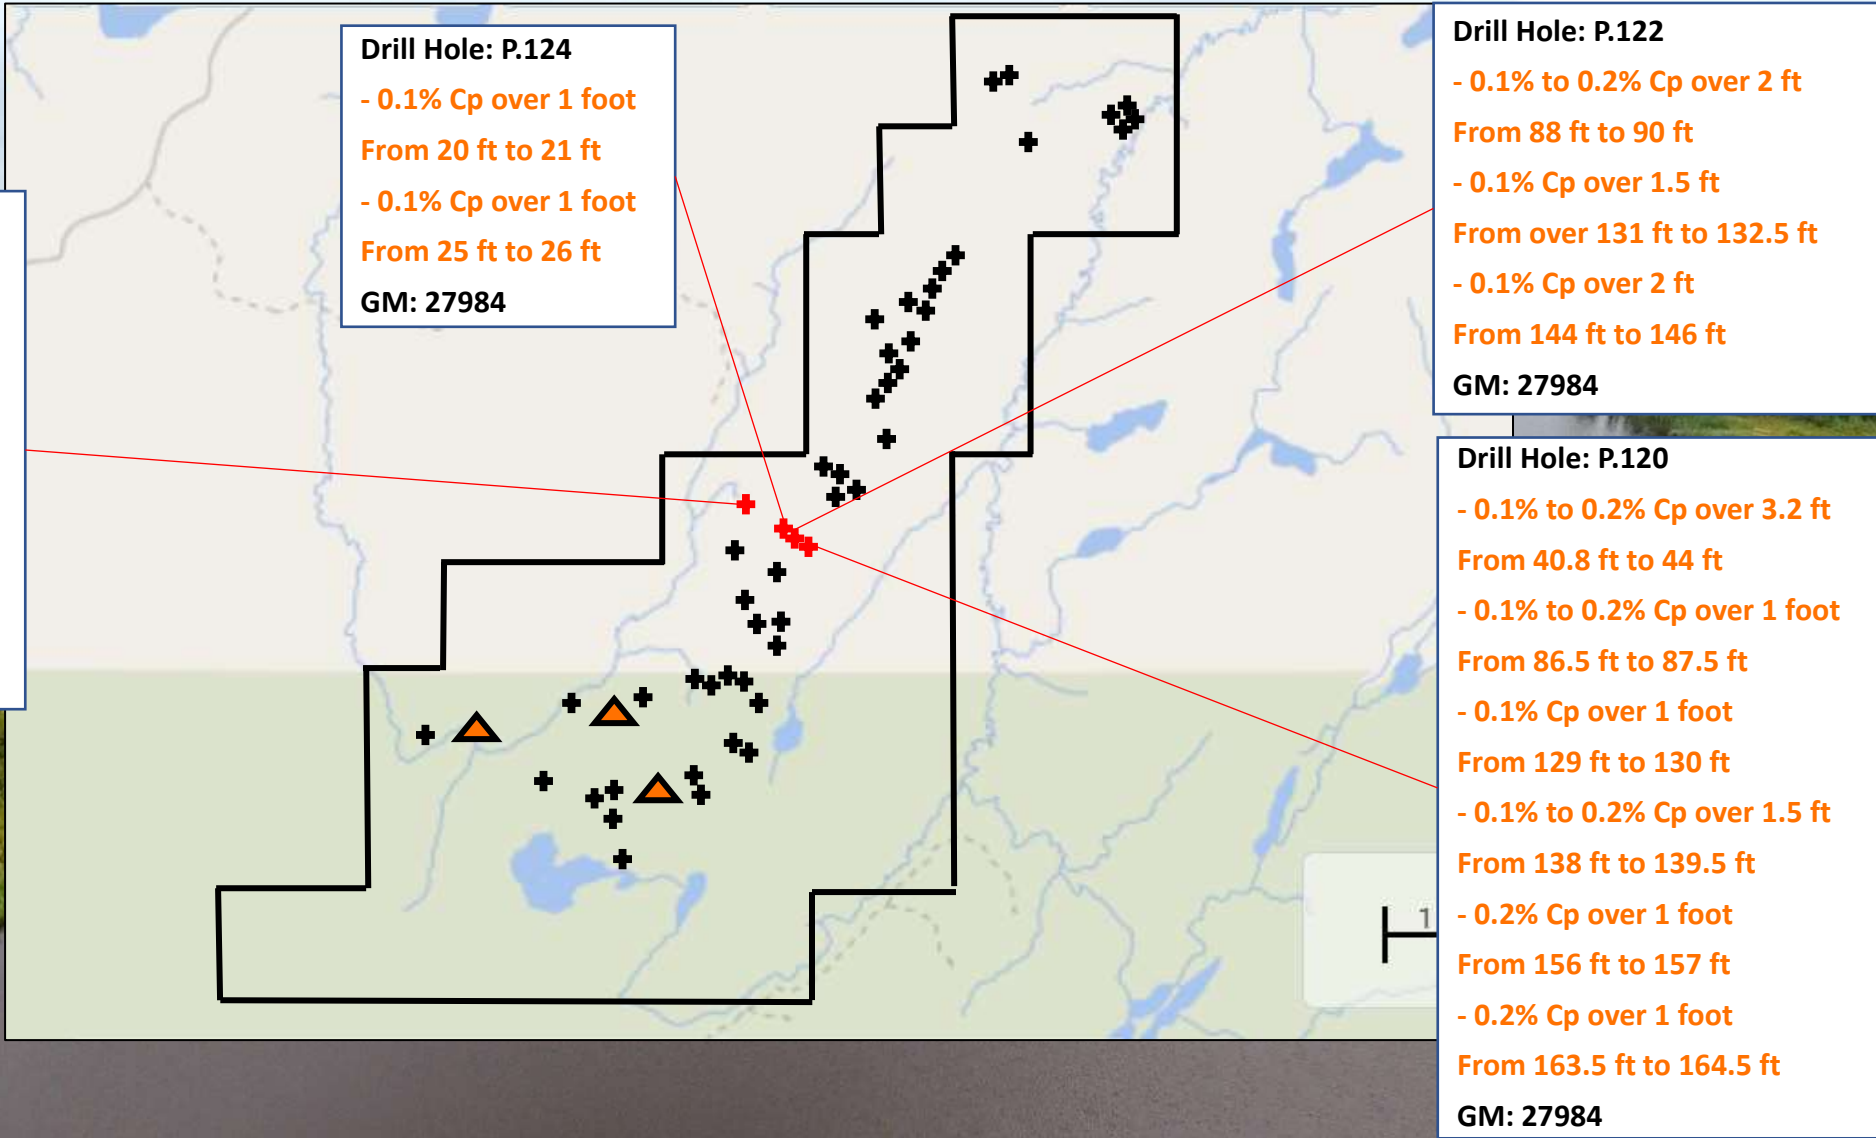 Drill Hole: P.124
- 0.1% Cp over 1 foot
From 20 ft to 21 ft
- 0.1% Cp over 1 foot
From 25 ft to 26 ft
GM: 27984
Drill Hole: P.122
- 0.1% to 0.2% Cp over 2 ft
From 88 ft to 90 ft
- 0.1% Cp over 1.5 ft
From over 131 ft to 132.5 ft
- 0.1% Cp over 2 ft
From 144 ft to 146 ft
GM: 27984
Drill Hole: P.120
- 0.1% to 0.2% Cp over 3.2 ft
From 40.8 ft to 44 ft
- 0.1% to 0.2% Cp over 1 foot
From 86.5 ft to 87.5 ft
- 0.1% Cp over 1 foot
From 129 ft to 130 ft
- 0.1% to 0.2% Cp over 1.5 ft
From 138 ft to 139.5 ft
- 0.2% Cp over 1 foot
From 156 ft to 157 ft
- 0.2% Cp over 1 foot
From 163.5 ft to 164.5 ft
GM: 27984
1